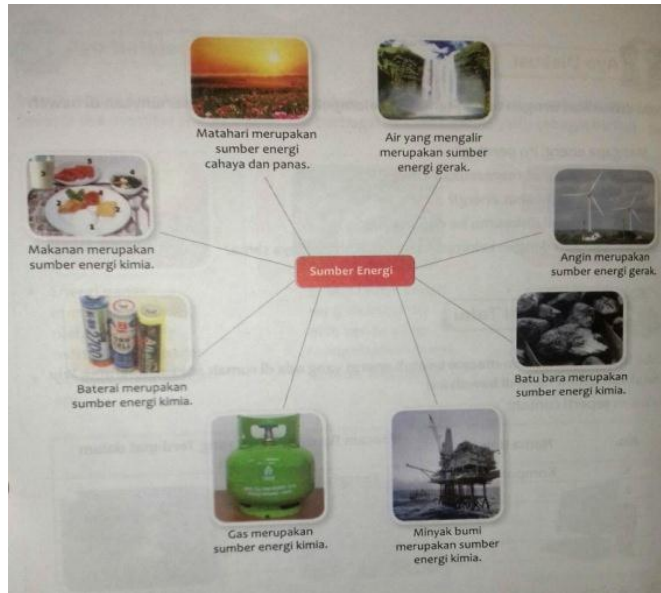 Matahari merupakan
sumber energi
cahaya dan panas.
Air yang mengalir
merupakan sumber
energi gerak.
Makanan merupakan
sumber energi kimia.
Sumber Energi
Angin merupakan
sumber energi gerak.
Baterai merupakan
sumber energi kimia.
2700
Batu bara merupakan
sumber energi kimia.
Gas merupakan
sumber energi kimia.
Minyak bumi
merupakan sumber
energi kimia.